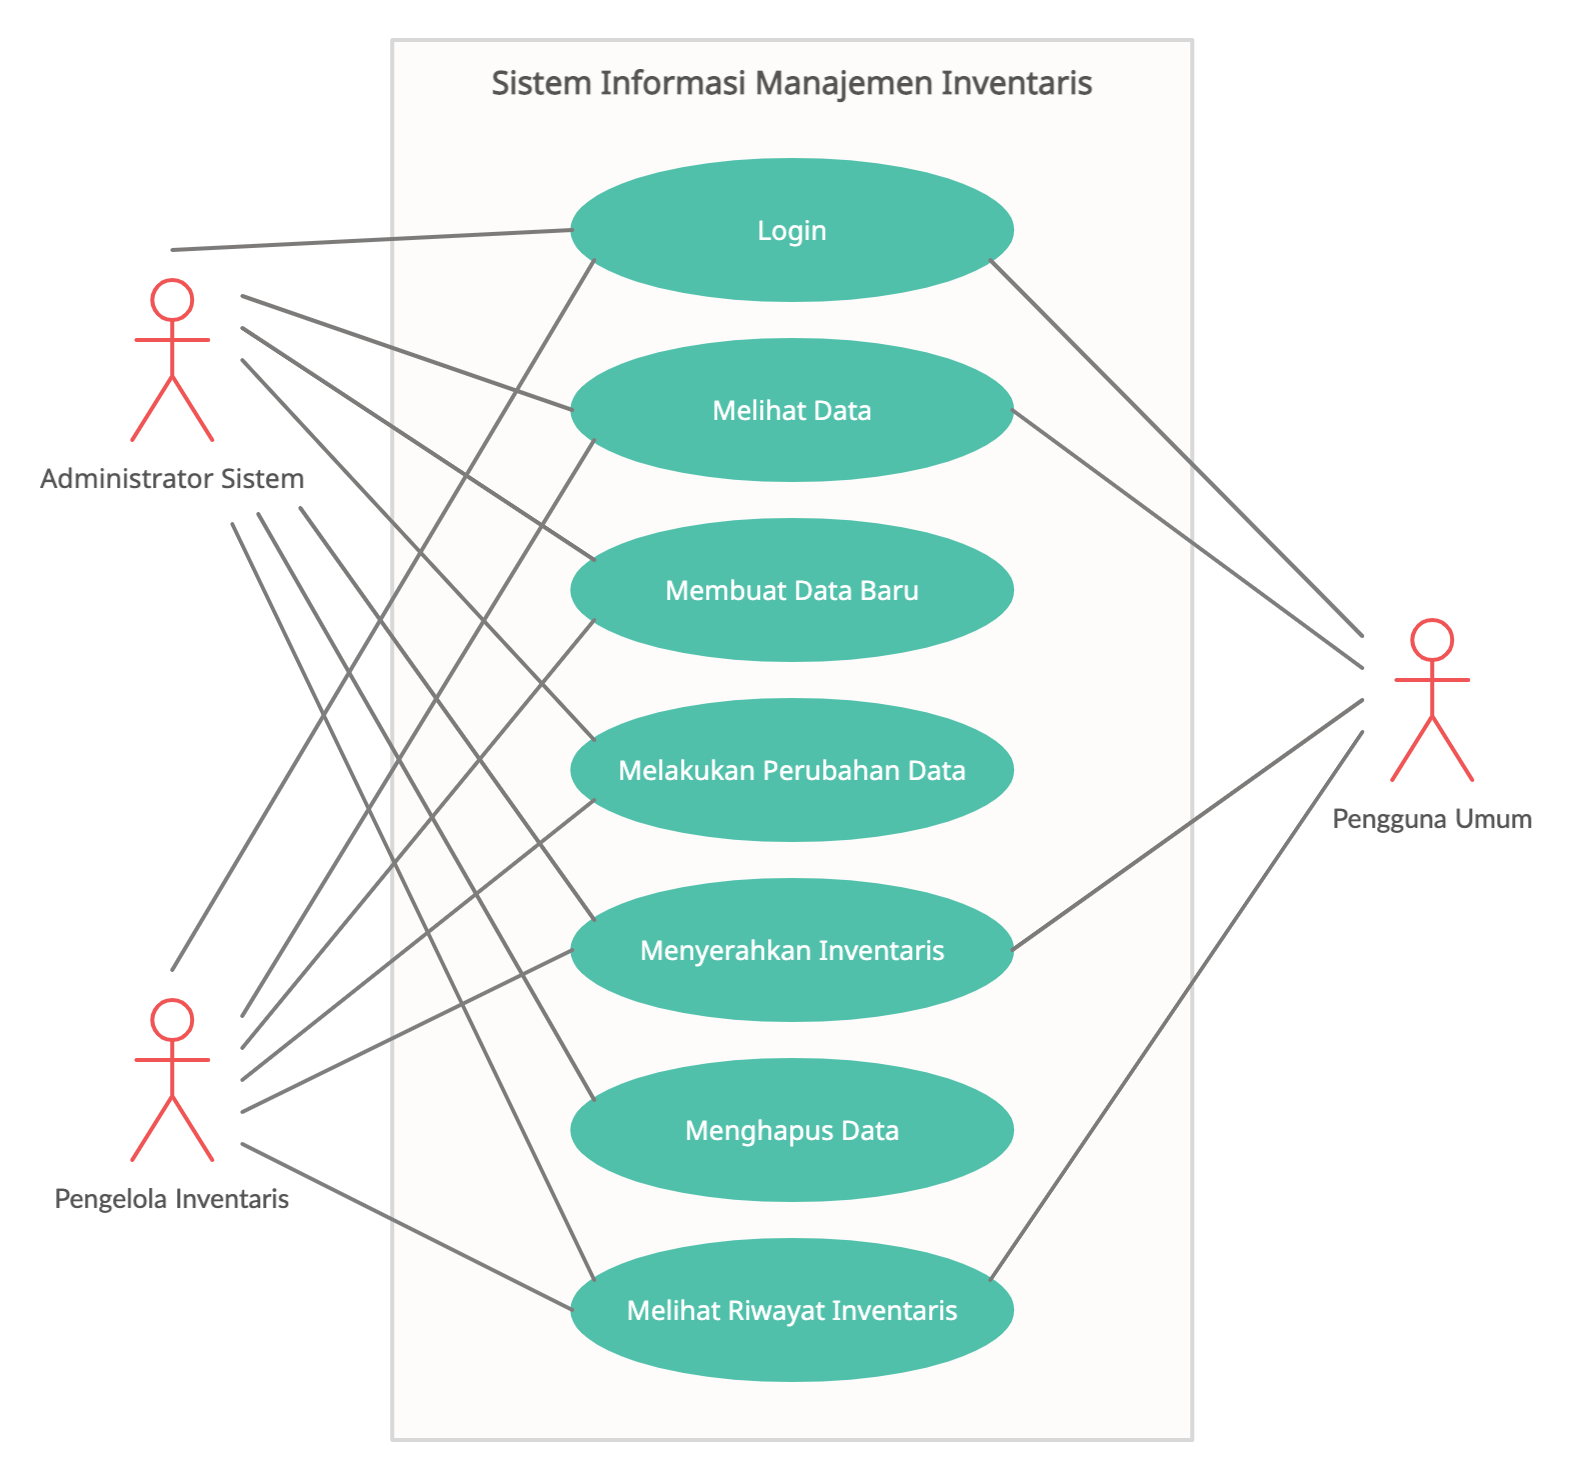 Sistem Informasi Manajemen Inventaris
Login
Melihat Data
Administrator Sistem
Membuat Data Baru
Melakukan Perubahan Data
Pengguna Umum
Menyerahkan Inventaris
Menghapus Data
Pengelola Inventaris
Melihat Riwayat Inventaris